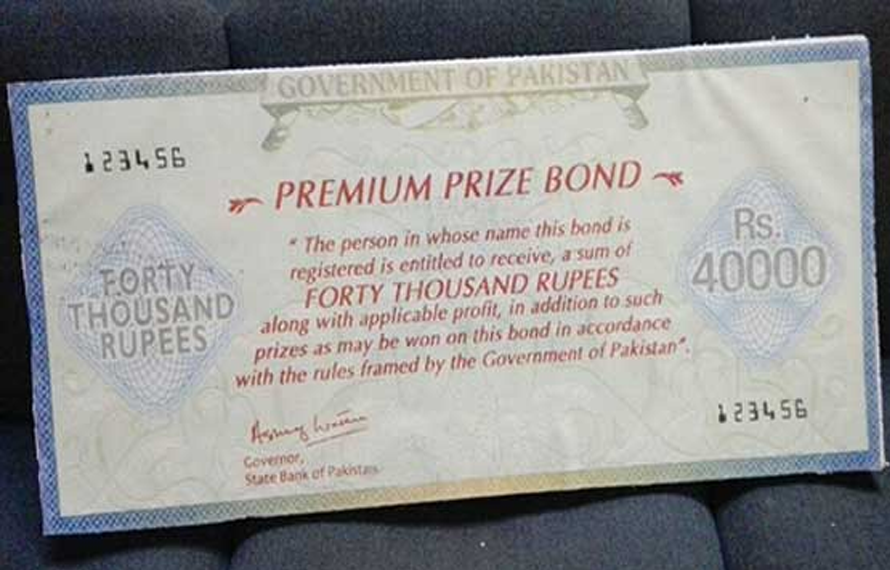 GOVERNMENT OF PAKISTAN
123456
PREMIUM PRIZE BOND
" The person in whose name this bond is
registered is entitled to receive, a sum of
FORTY THOUSAND RUPEES
along with applicable profit, in addition to such
prizes as may be won on this bond in accordance
with the rules framed by the Government of Pakistan".
FORTY
THOUSAND
RUPEES
Rs.
40000
Governor,
State Bank of Pakistan
123456